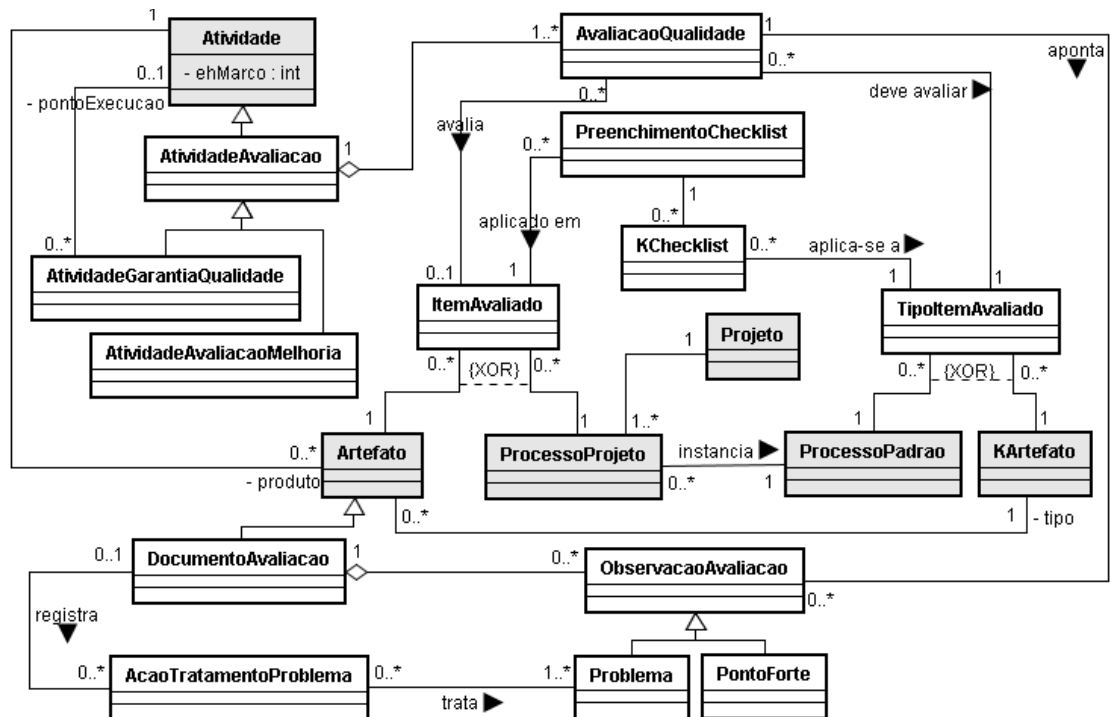 1
Atividade
- ehMarco : int
0..1
- pontoExecucao
1..*
AvaliacaoQualidade
1
0..*
aponta
deve avaliar
0..*
avalia
AtividadeAvaliacao
1
0..*
PreenchimentoChecklist
1
aplicado em
0..*
KChecklist
0..*
aplica-se a
0..*
AtividadeGarantiaQualidade
0..1
1
ItemAvaliado
1
1
TipoItemAvaliado
AtividadeAvaliacaoMelhoria
1
Projeto
0..*
{XOR}
0..*
0..*
{XOR}
0..*
1
1
1..*
1
1
0..*
Artefato
- produto
ProcessoProjeto
instancia
0..*
1
ProcessoPadrao
KArtefato
0..*
1
- tipo
0..1
DocumentoAvaliacao
1
0..*
ObservacaoAvaliacao
0..*
registra
0..*
AcaoTratamentoProblema
0..*
trata
1..*
Problema
PontoForte